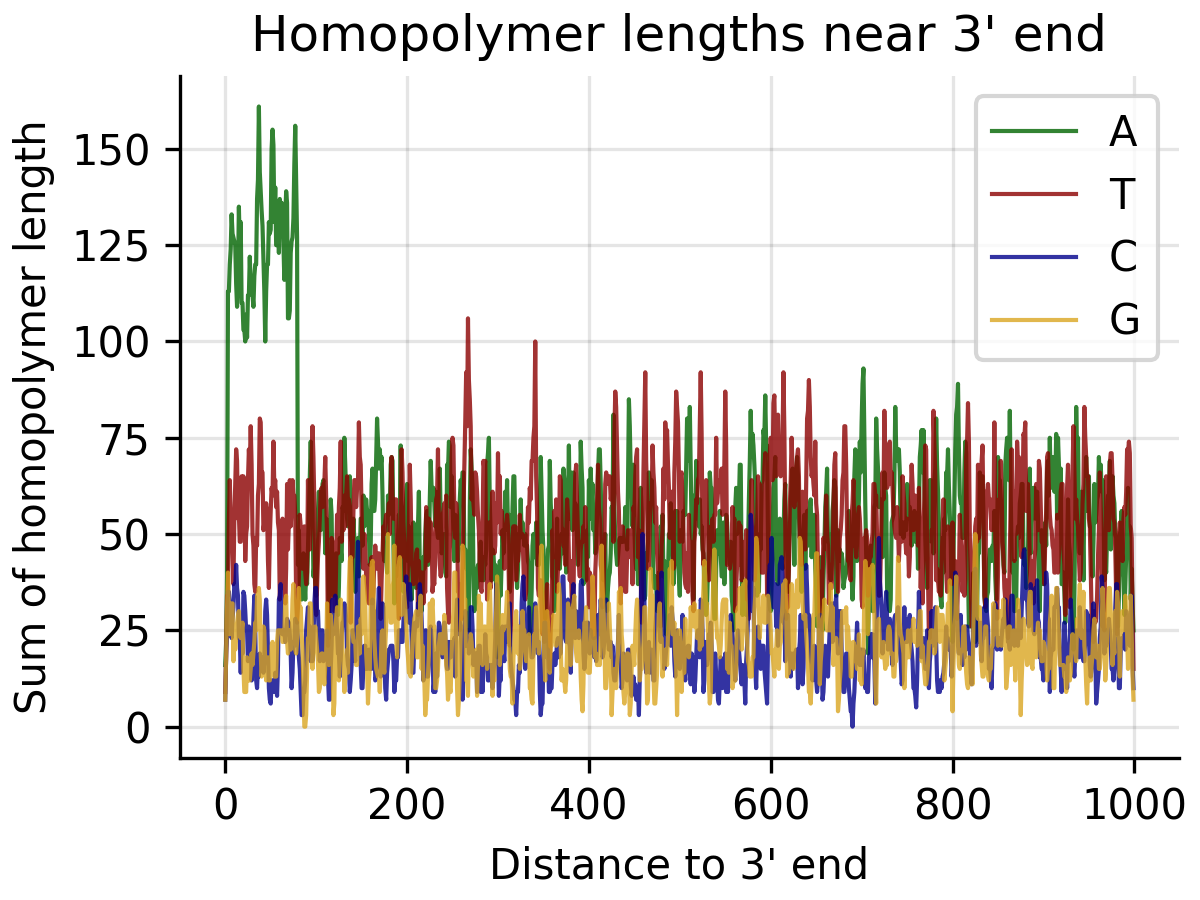 Homopolymer lengths near 3' end
Sum of homopolymer length
150
125
100
75
50
25
0
A
T
C
G
0 200 400 600 800 1000
Distance to 3' end